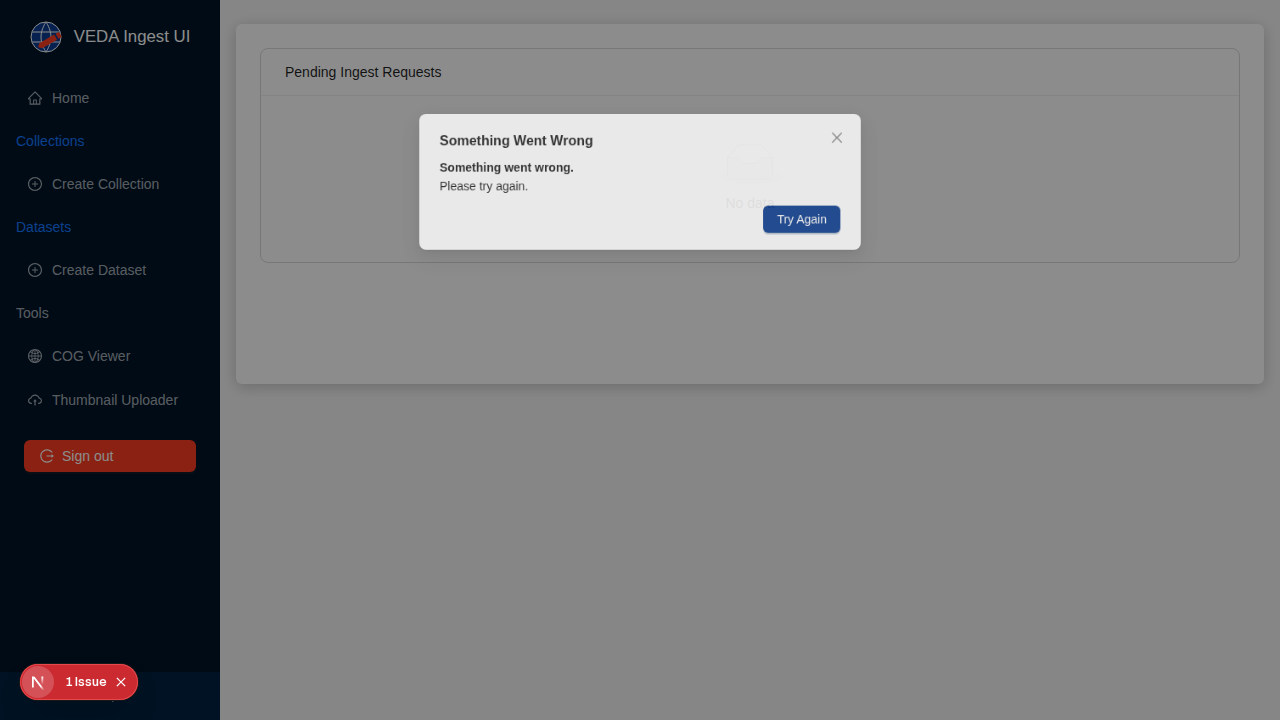 VEDA Ingest UI
Home
Collections
Create Collection
Datasets
Create Dataset
Tools
COG Viewer
Thumbnail Uploader
Sign out
1 Issue
Pending Ingest Requests
Something Went Wrong
Something went wrong.
Please try again.
No data
Try Again